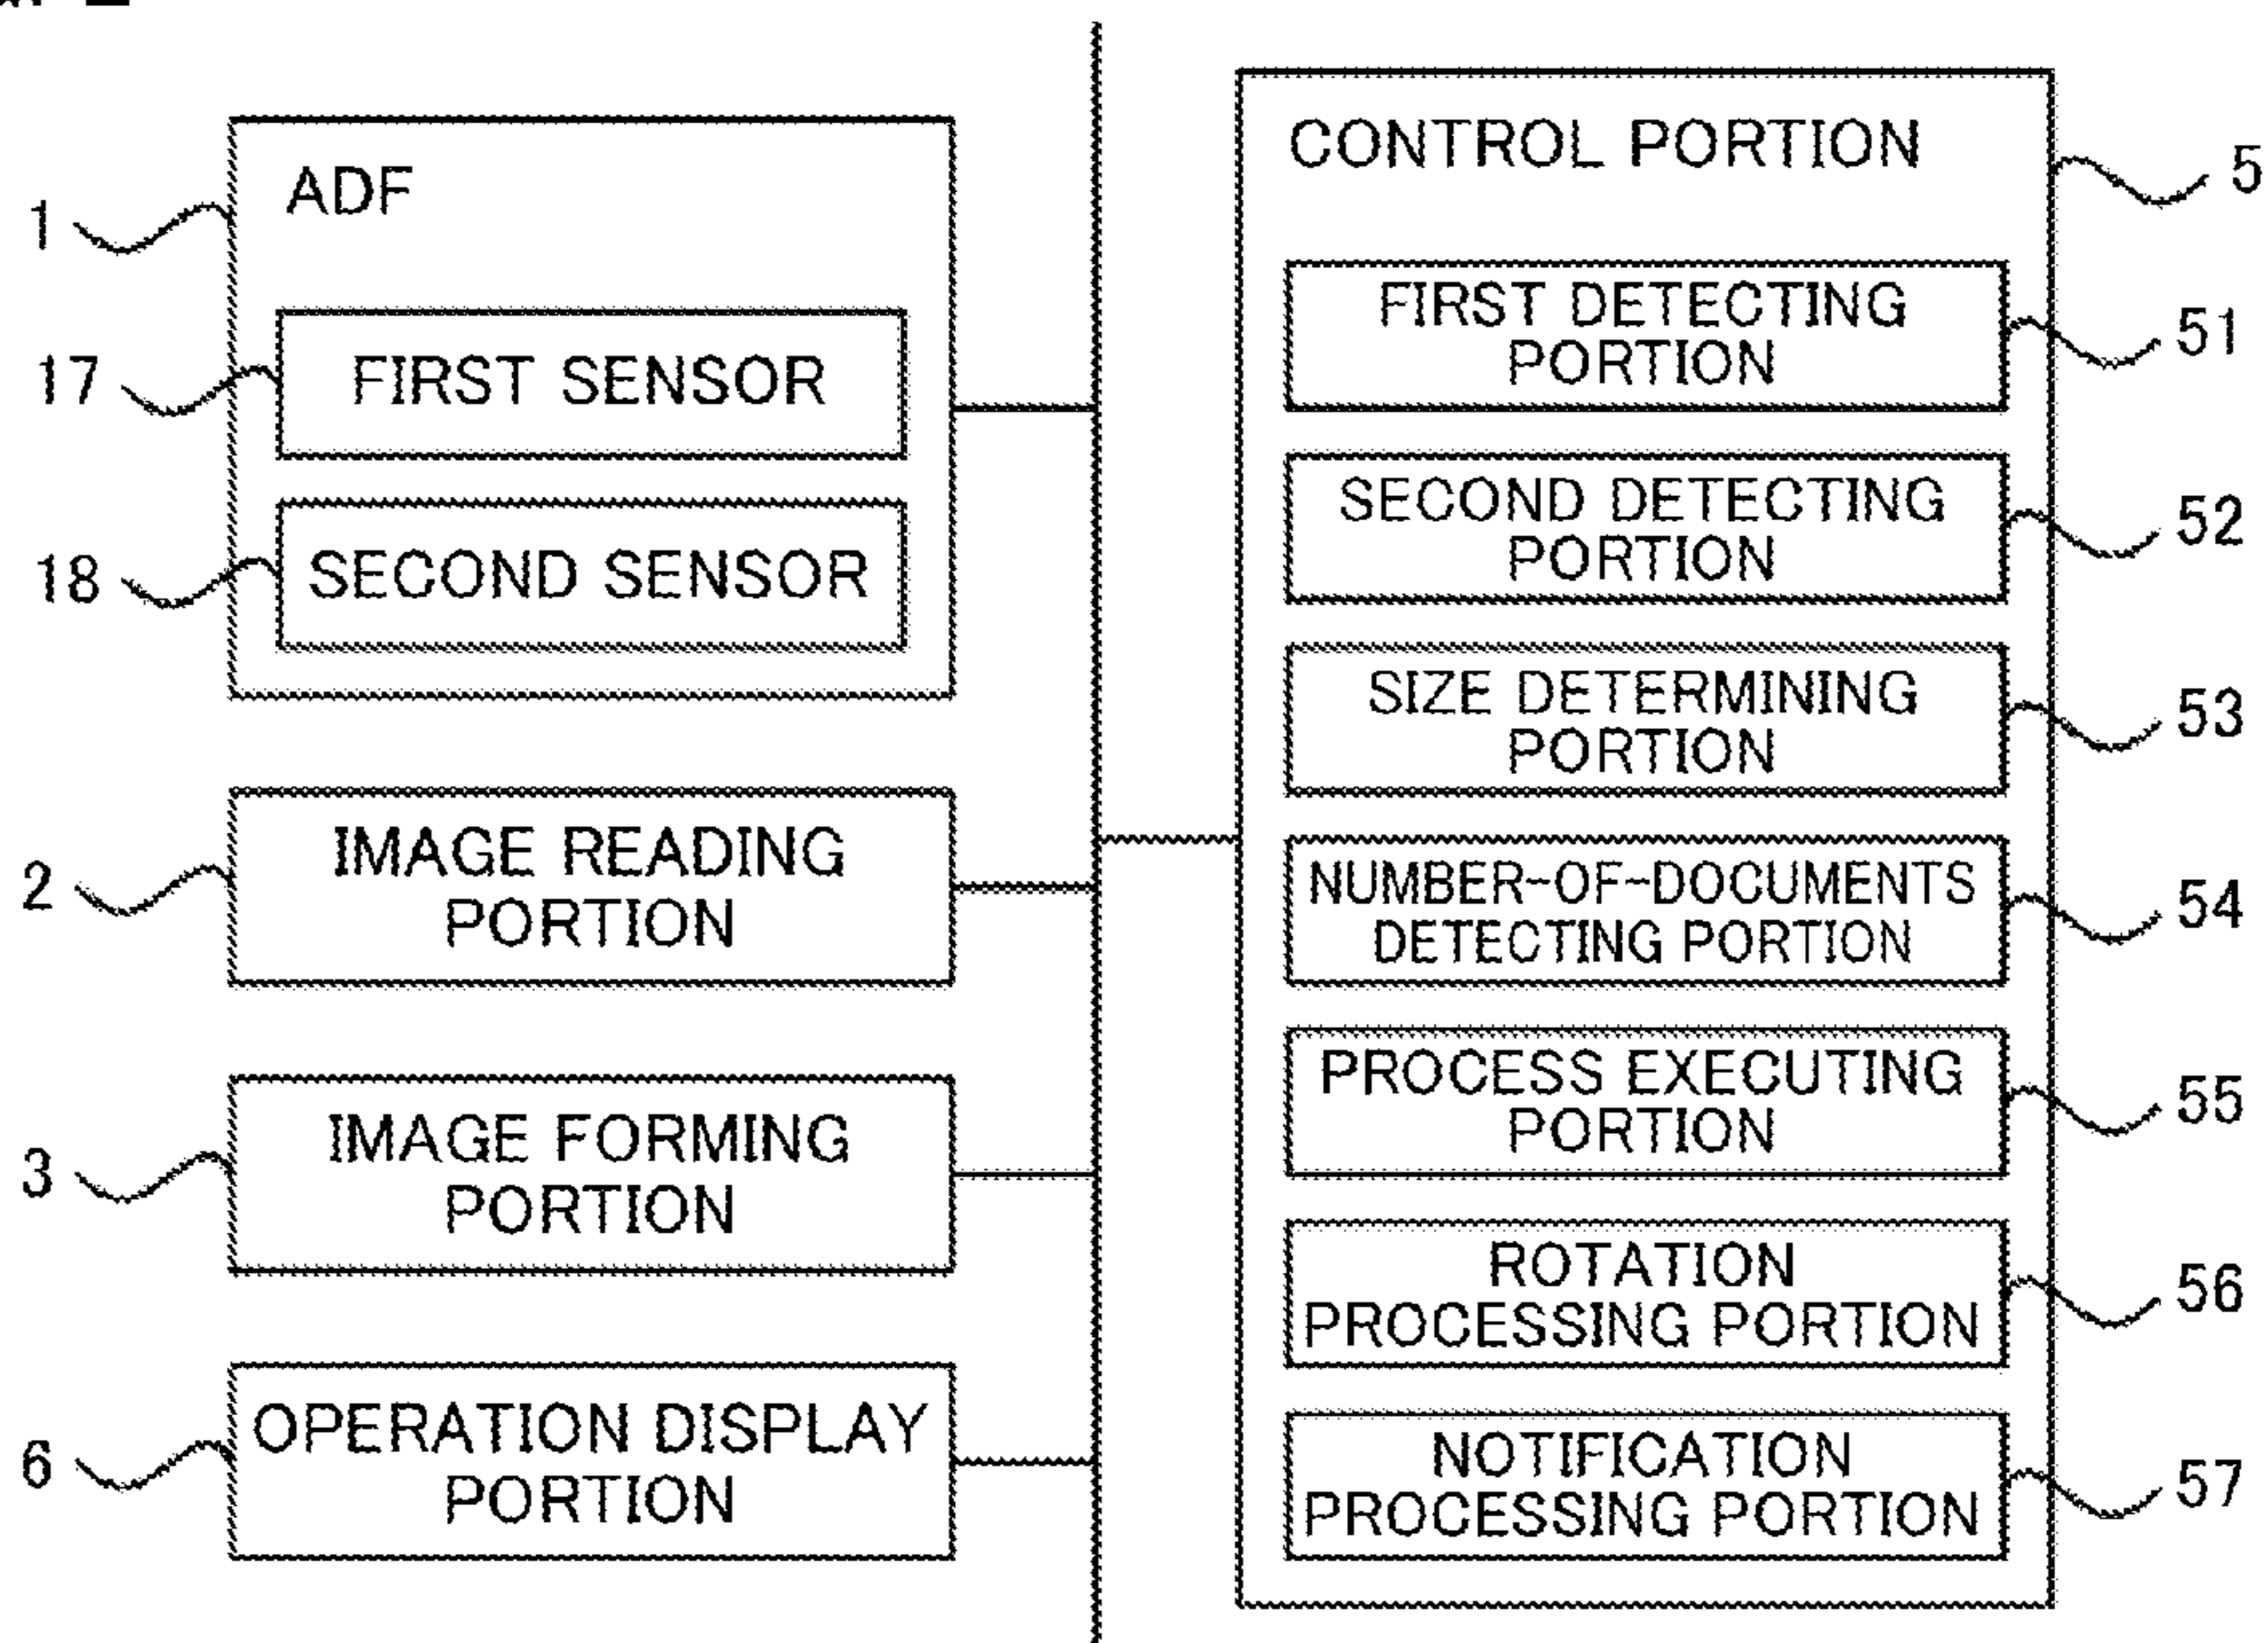 1
ADF
17
FIRST SENSOR
18
SECOND SENSOR
2
IMAGE READING
PORTION
3
IMAGE FORMING
PORTION
6
OPERATION DISPLAY
PORTION
CONTROL PORTION
5
FIRST DETECTING
PORTION
51
SECOND DETECTING
PORTION
52
SIZE DETERMINING
PORTION
53
NUMBER-OF-DOCUMENTS
DETECTING PORTION
54
PROCESS EXECUTING
PORTION
55
ROTATION
PROCESSING PORTION
56
NOTIFICATION
PROCESSING PORTION
57